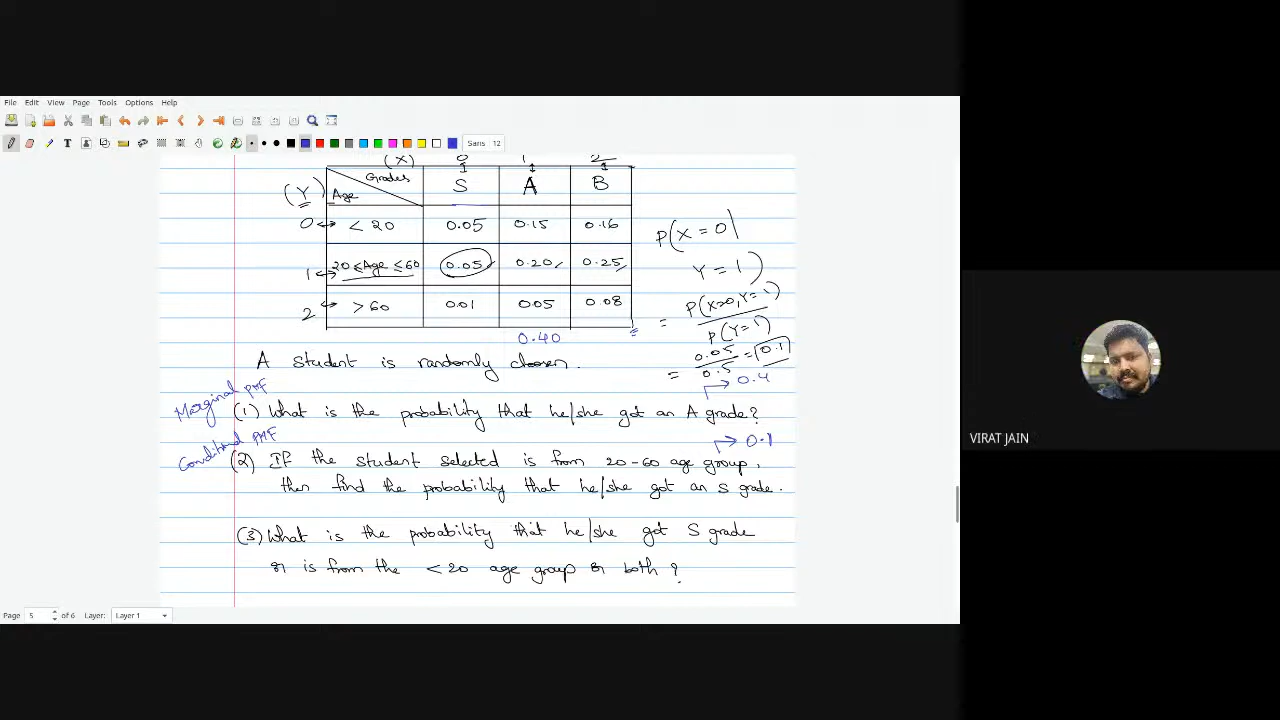 File Edit View Page Tools Options Help
Sans 12
(X) 0 1 2
(Y) Age Grades S A B
0 < 20 0.05 0.15 0.16
1 20 ≤ Age ≤ 60 0.05 0.20 0.25
2 > 60 0.01 0.05 0.08
0.40
P(X = 0 |
Y = 1)
= P(X=0, Y=1)
P(Y=1)
= 0.05 = 0.1
0.5
A student is randomly chosen.
0.4
Marginal PMF
(1) What is the probability that he/she got an A grade?
0.1
Conditional PMF
(2) If the student selected is from 20-60 age group,
then find the probability that he/she got an S grade.
(3) What is the probability that he/she got S grade
or is from the < 20 age group or both?
Page 5 of 6 Layer: Layer 1
VIRAT JAIN